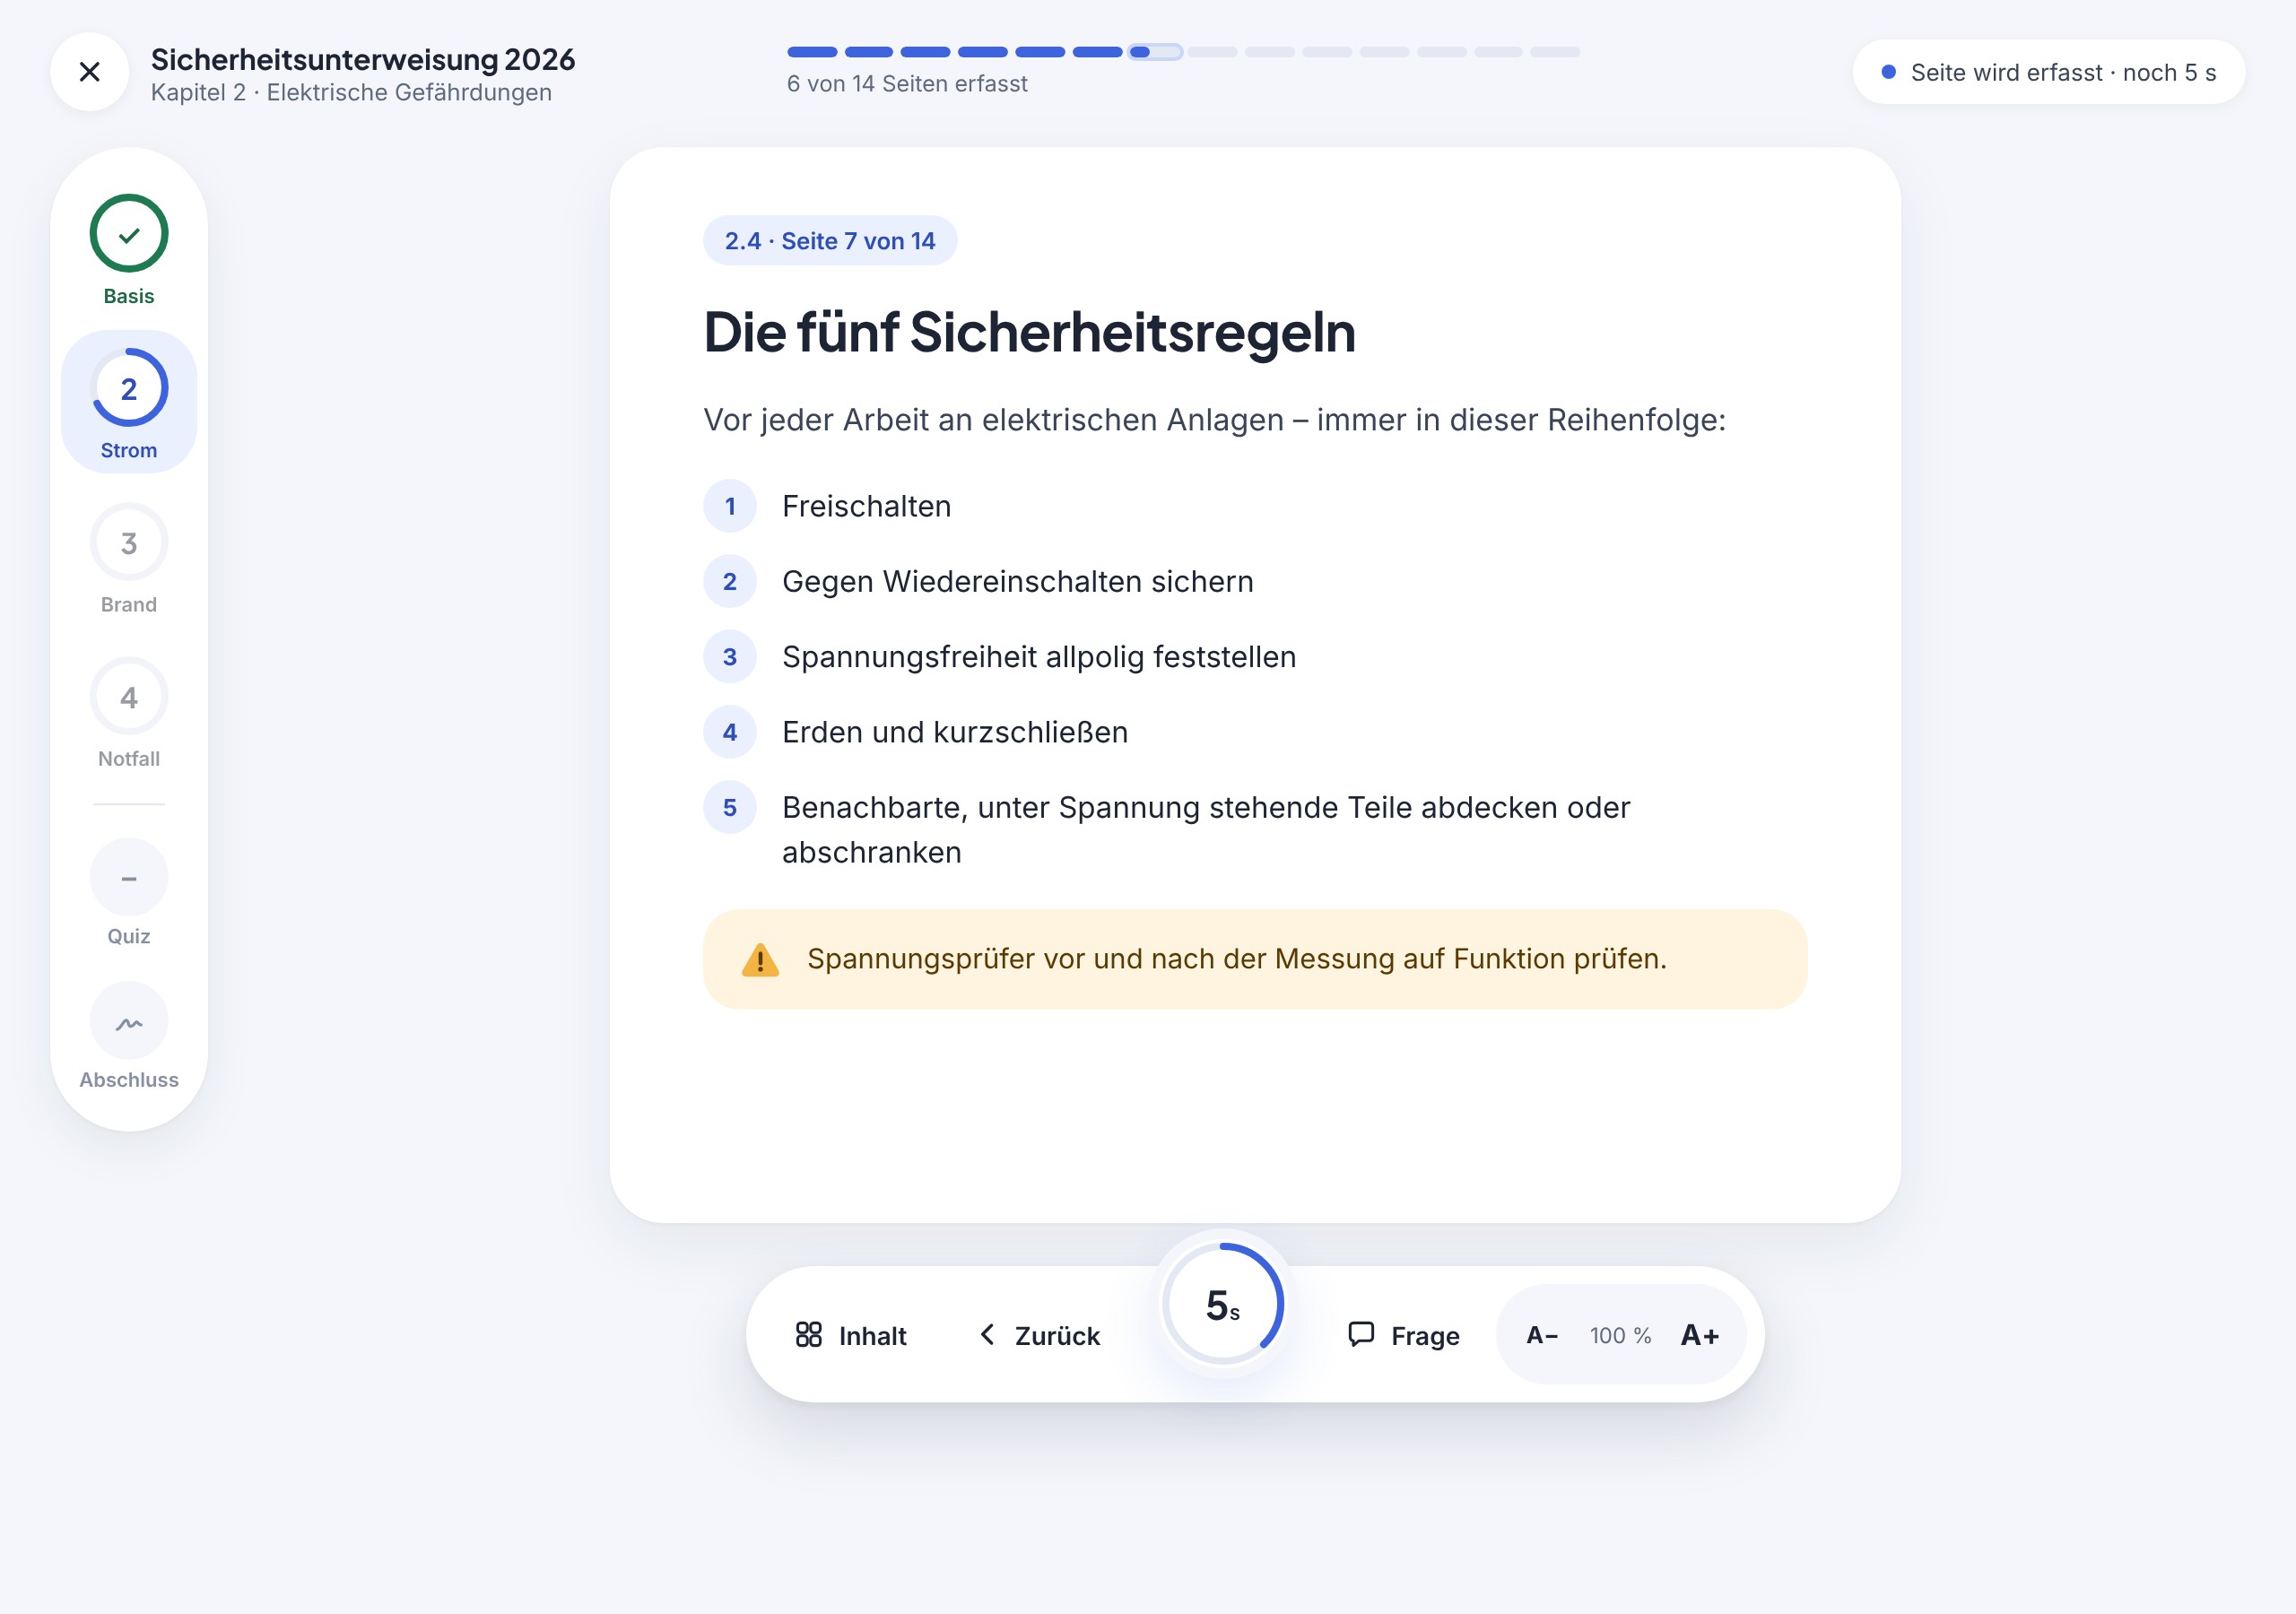 Sicherheitsunterweisung 2026
Kapitel 2 · Elektrische Gefährdungen
6 von 14 Seiten erfasst
Seite wird erfasst · noch 5 s
Basis
2
Strom
3
Brand
4
Notfall
–
Quiz
Abschluss
2.4 · Seite 7 von 14
Die fünf Sicherheitsregeln
Vor jeder Arbeit an elektrischen Anlagen – immer in dieser Reihenfolge:
1 Freischalten
2 Gegen Wiedereinschalten sichern
3 Spannungsfreiheit allpolig feststellen
4 Erden und kurzschließen
5 Benachbarte, unter Spannung stehende Teile abdecken oder
abschranken
Spannungsprüfer vor und nach der Messung auf Funktion prüfen.
Inhalt
Zurück
5s
Frage
A− 100 % A+